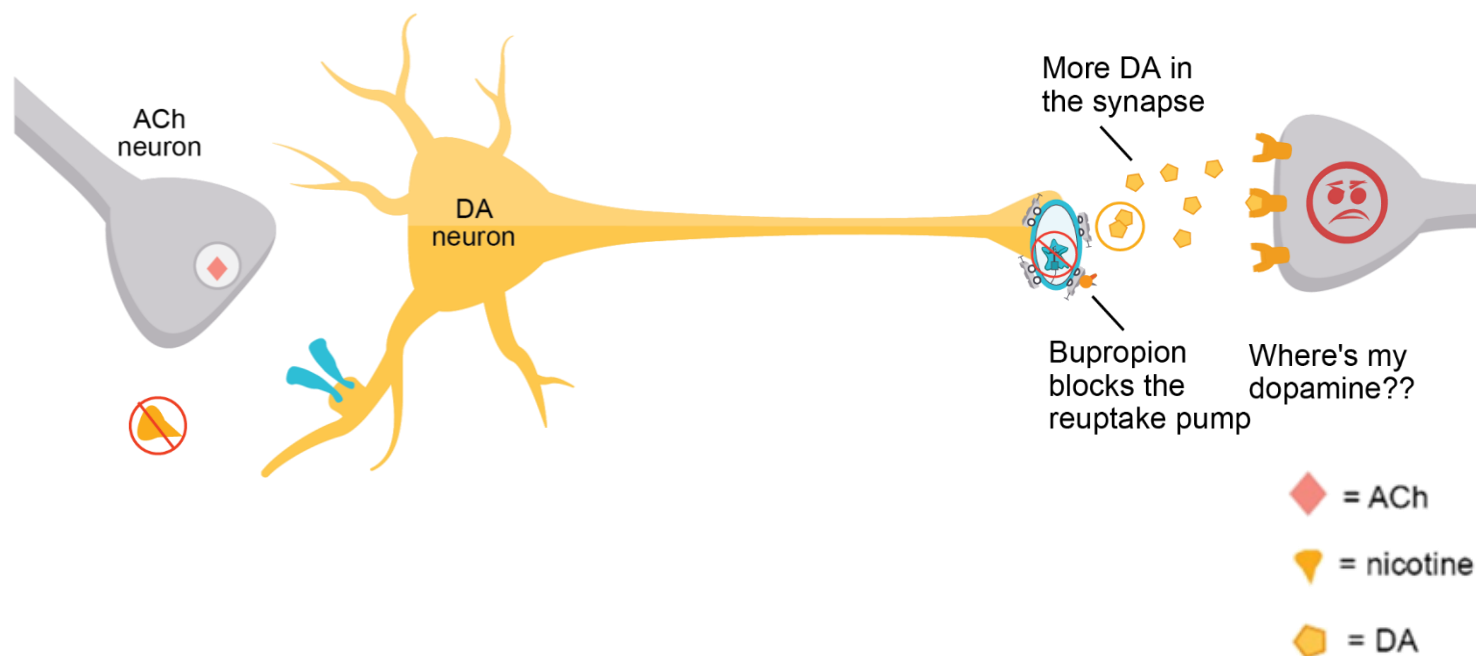 ACh
neuron
DA
neuron
More DA in
the synapse
Bupropion
blocks the
reuptake pump
Where's my
dopamine??
= ACh
= nicotine
= DA